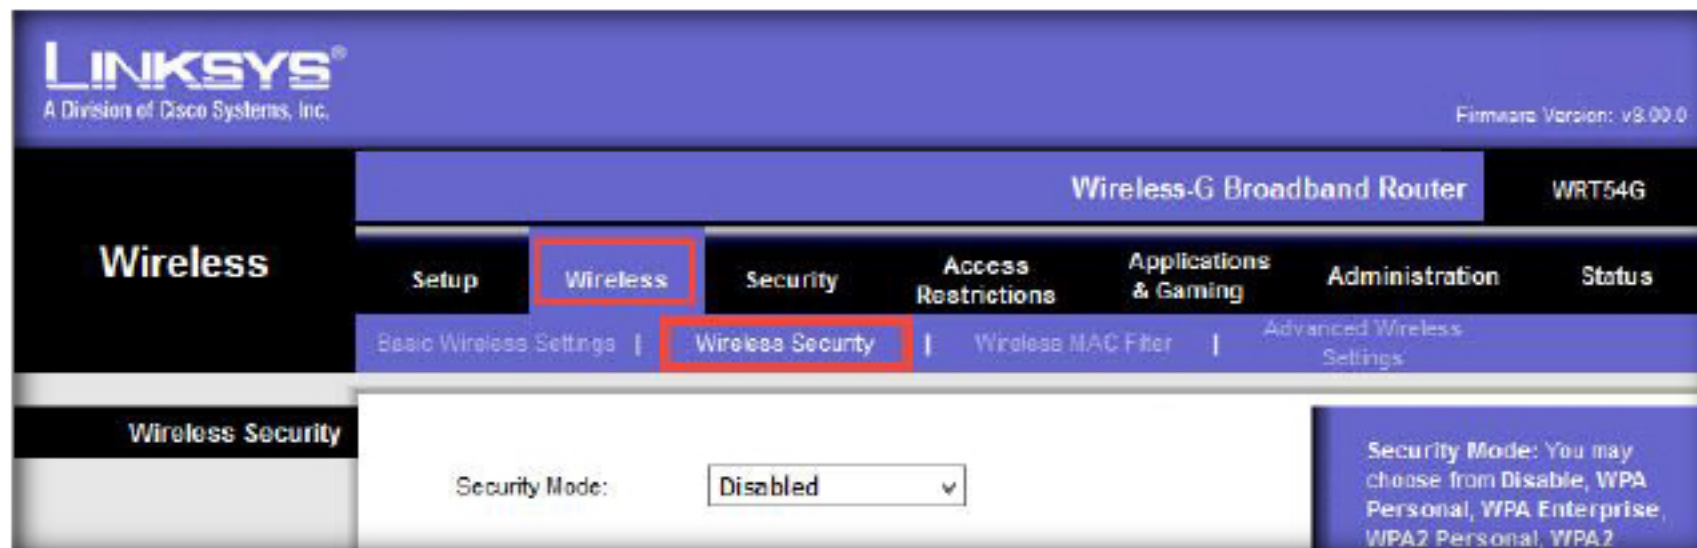 LINKSYS®
A Division of Cisco Systems, Inc.
Firmware Version: v8.00.0
Wireless-G Broadband Router
WRT54G
Wireless
Setup
Wireless
Security
Access
Restrictions
Applications
& Gaming
Administration
Status
Basic Wireless Settings |
Wireless Security
|
Wireless MAC Filter |
Advanced Wireless
Settings
Wireless Security
Security Mode:
Disabled
Security Mode: You may
choose from Disable, WPA
Personal, WPA Enterprise,
WPA2 Personal, WPA2